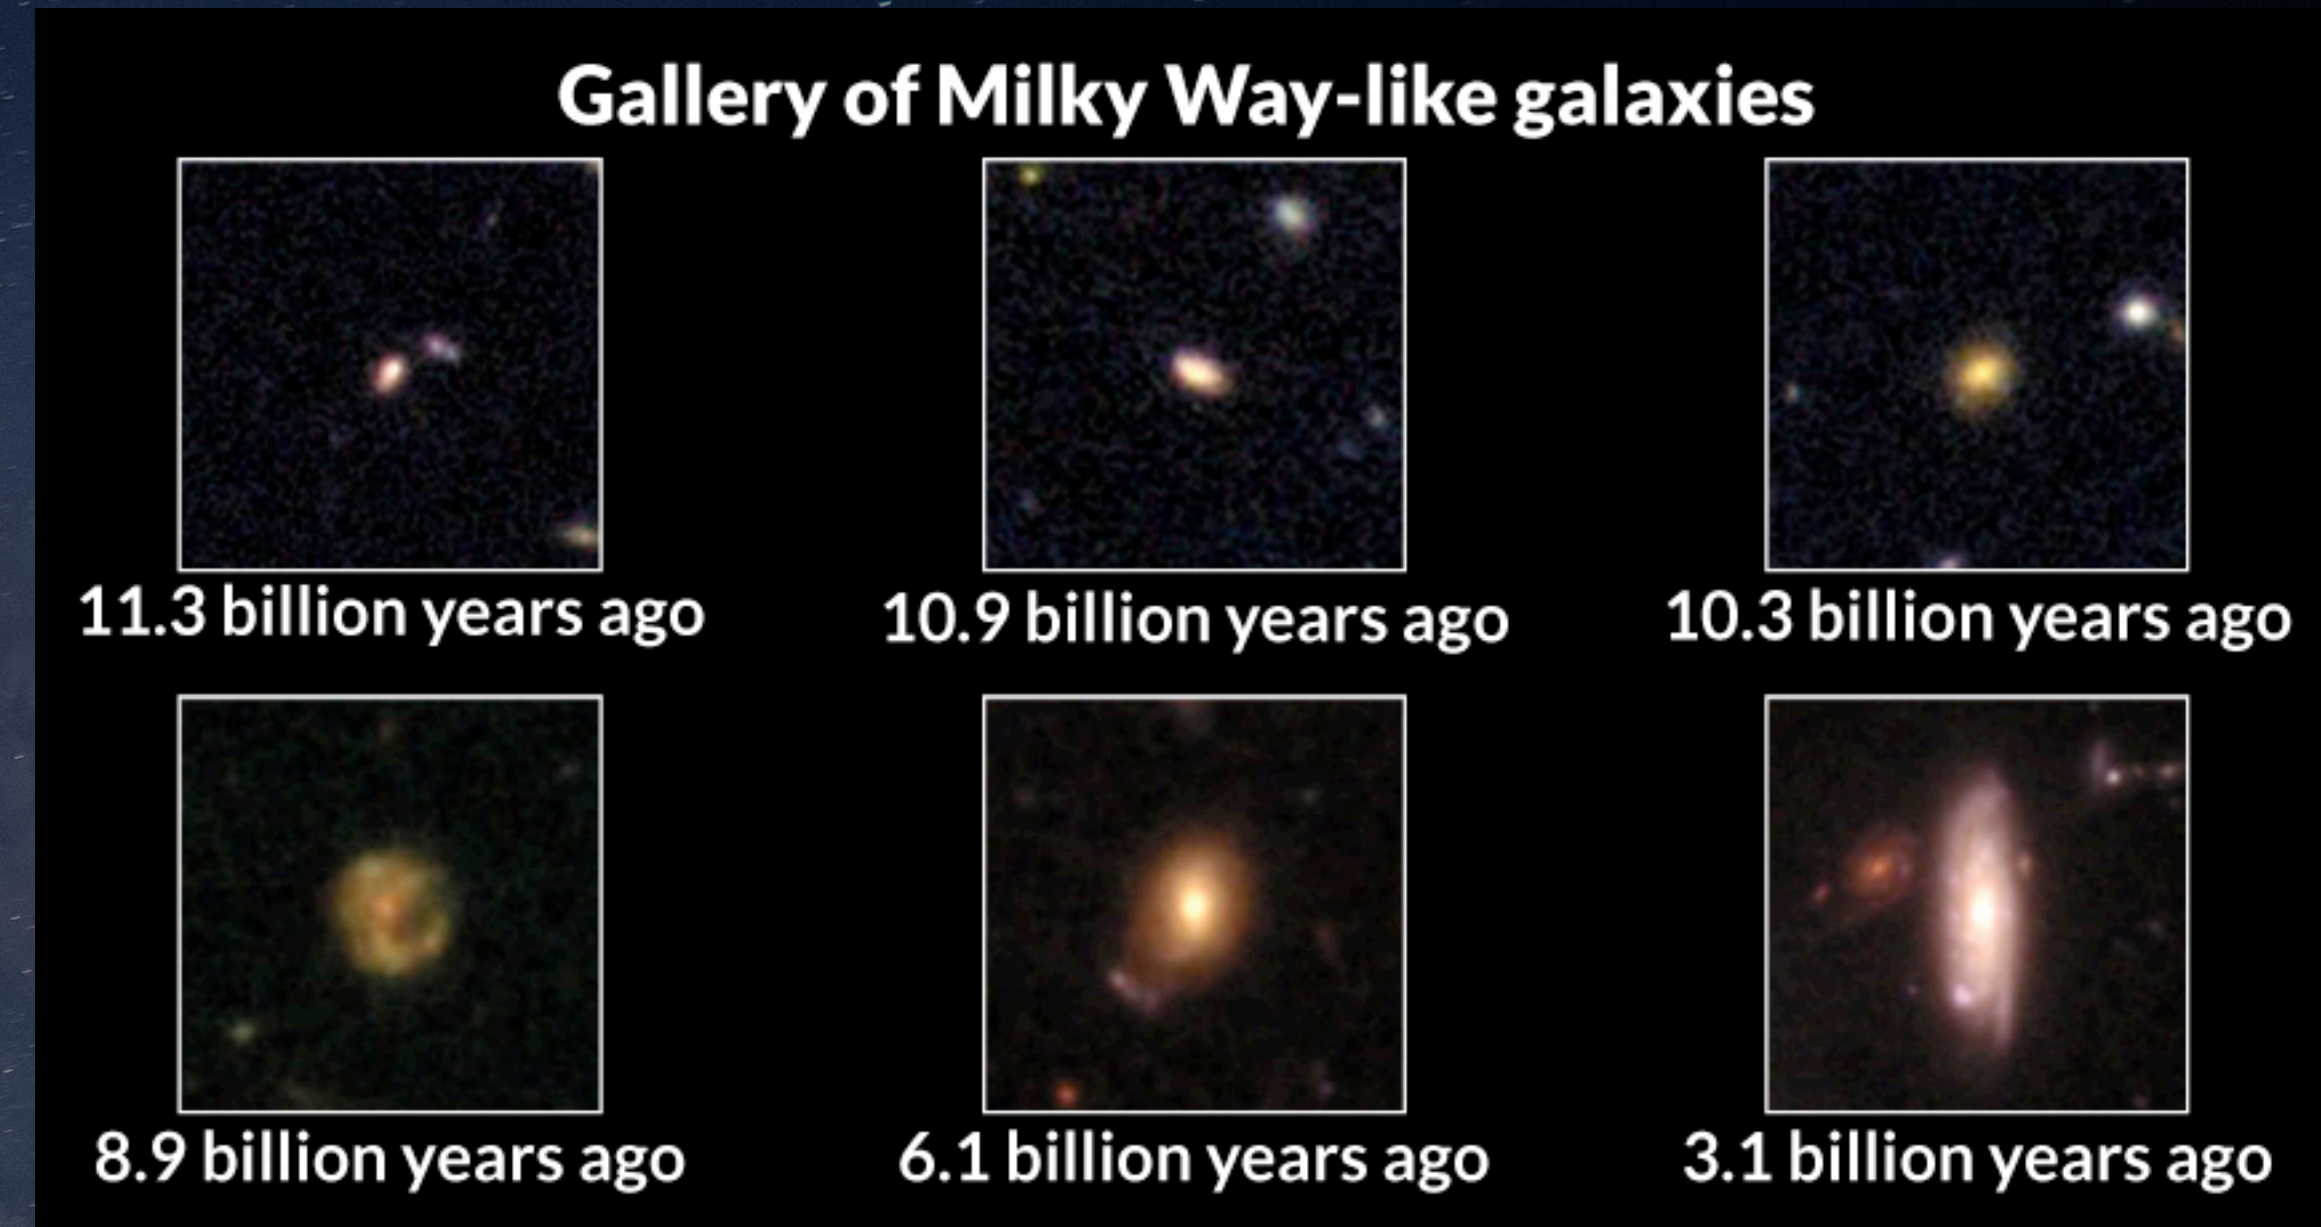 Gallery of Milky Way-like galaxies
11.3 billion years ago
10.9 billion years ago
10.3 billion years ago
8.9 billion years ago
6.1 billion years ago
3.1 billion years ago